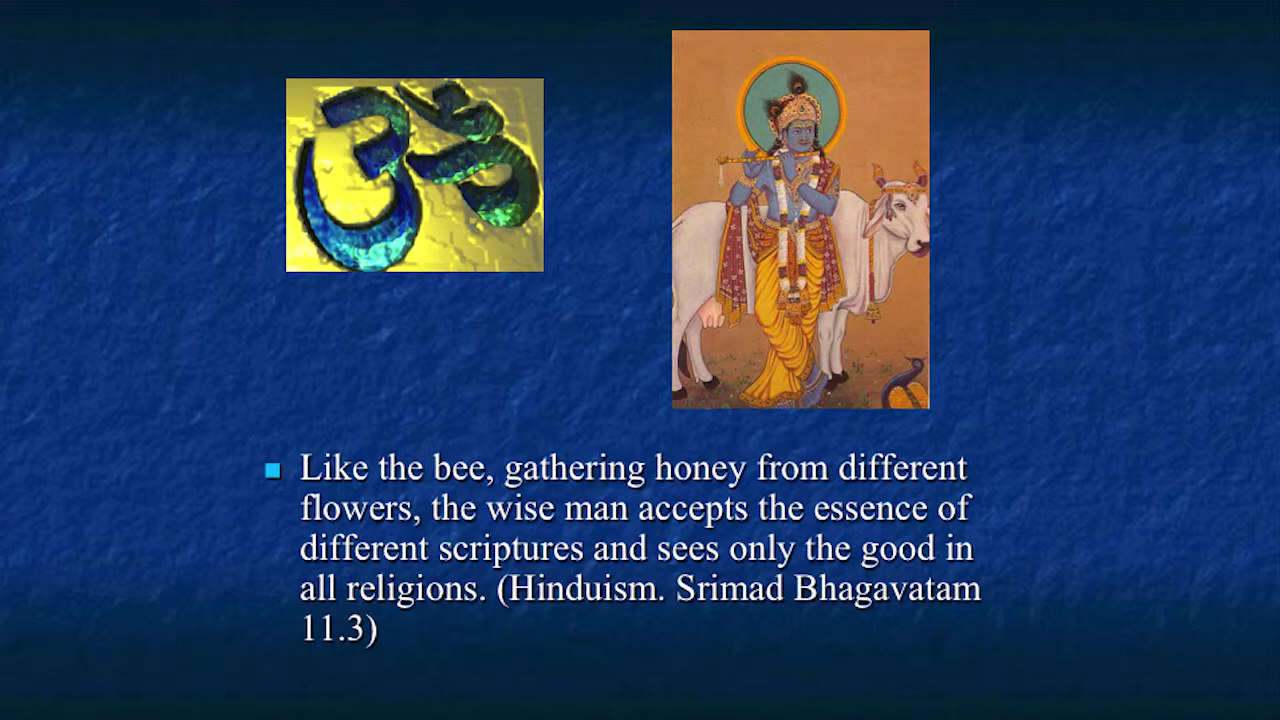 ॐ
Like the bee, gathering honey from different
flowers, the wise man accepts the essence of
different scriptures and sees only the good in
all religions. (Hinduism. Srimad Bhagavatam
11.3)